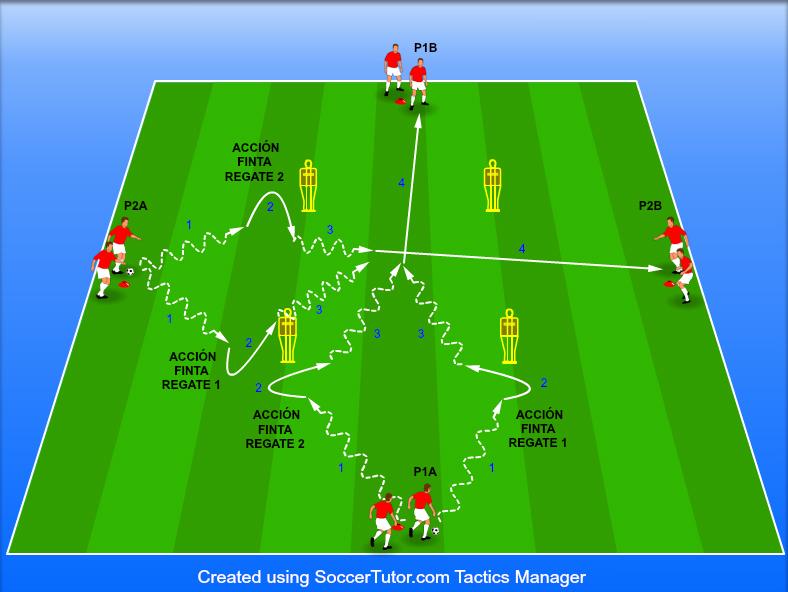 P1B
ACCIÓN
FINTA
REGATE 2
4
P2A
2
P2B
1
3
4
1
3
2
3
3
ACCIÓN
FINTA
REGATE 1
2
2
ACCIÓN
FINTA
REGATE 2
ACCIÓN
FINTA
REGATE 1
1
P1A
1
Created using SoccerTutor.com Tactics Manager